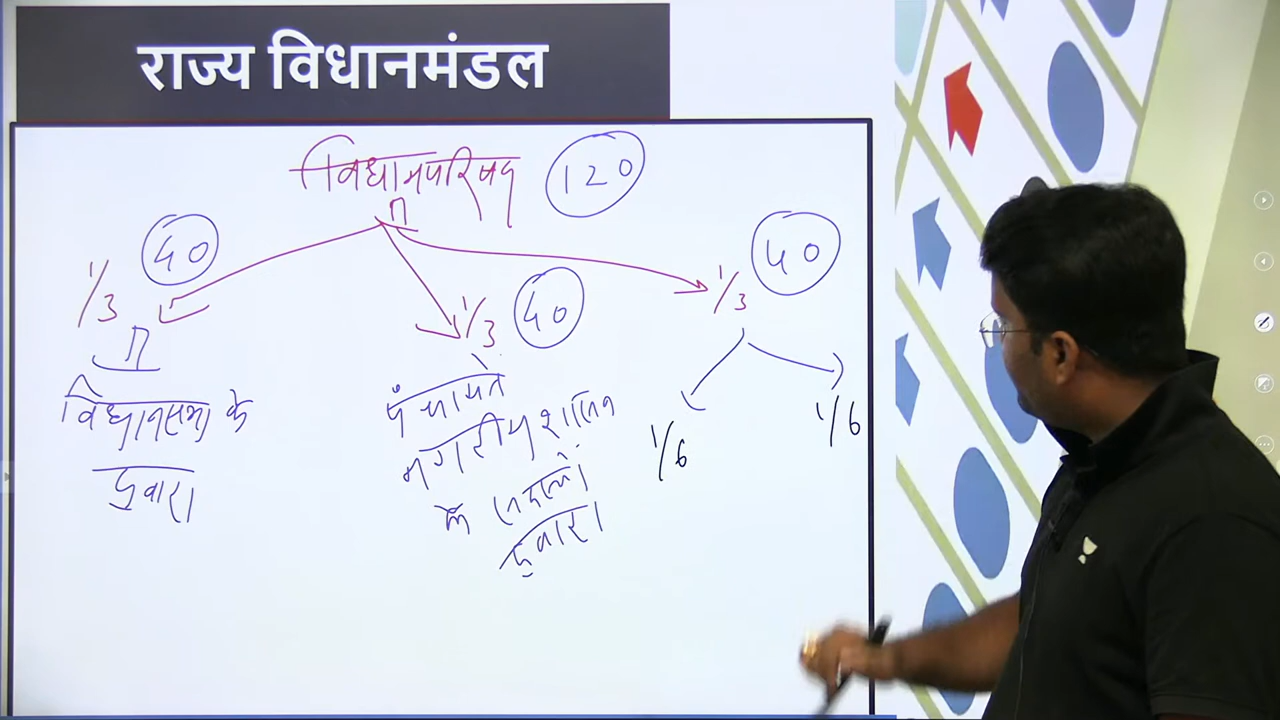 राज्य विधानमंडल
विधानपरिषद 120
1/3 40
1/3 40
1/3 40
विधानसभा के
द्वारा
पंचायते
नगरीय शासन
के सदस्यों
द्वारा
1/6
1/6